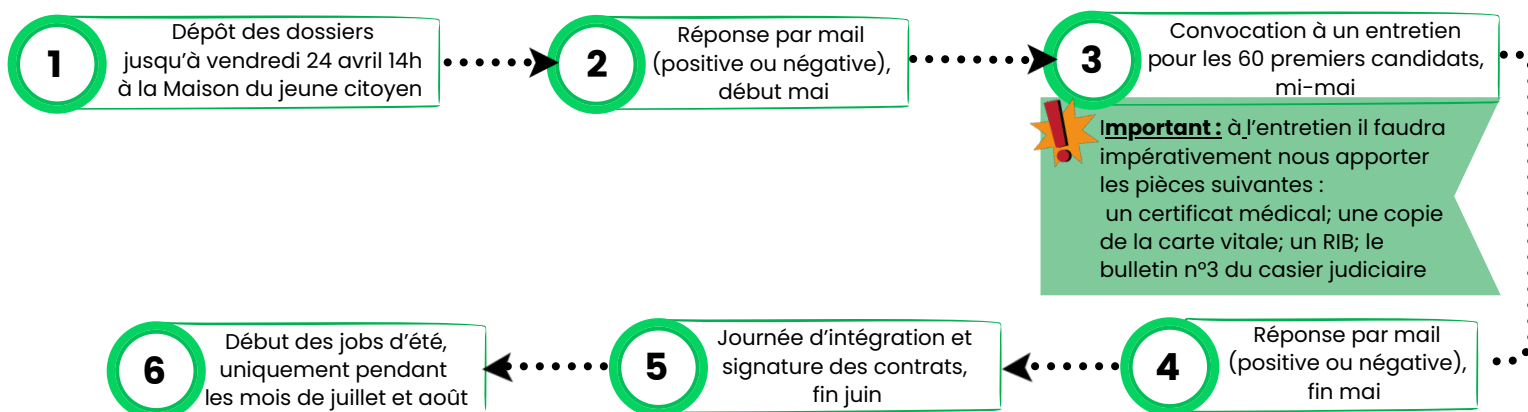 1
Dépôt des dossiers
jusqu'à vendredi 24 avril 14h
à la Maison du jeune citoyen
2
Réponse par mail
(positive ou négative),
début mai
3
Convocation à un entretien
pour les 60 premiers candidats,
mi-mai
Important : à l'entretien il faudra
impérativement nous apporter
les pièces suivantes :
un certificat médical; une copie
de la carte vitale; un RIB; le
bulletin n°3 du casier judiciaire
4
Réponse par mail
(positive ou négative),
fin mai
5
Journée d'intégration et
signature des contrats,
fin juin
6
Début des jobs d'été,
uniquement pendant
les mois de juillet et août